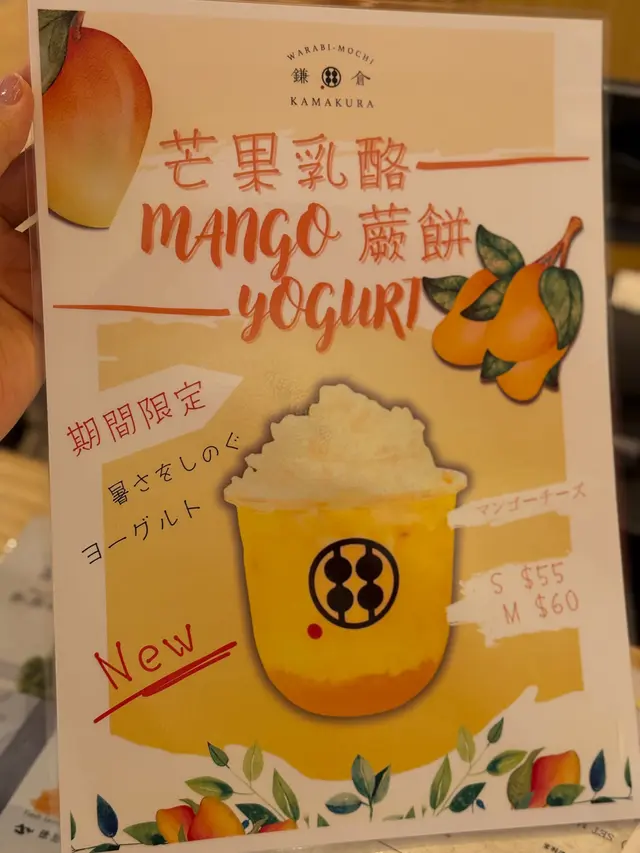 WARABI-MOCHI
鎌倉
KAMAKURA
芒果乳酪
MANGO 蕨餅
YOGURT
期間限定
暑さをしのぐ
ヨーグルト
マンゴーチーズ
S $55
M $60
New